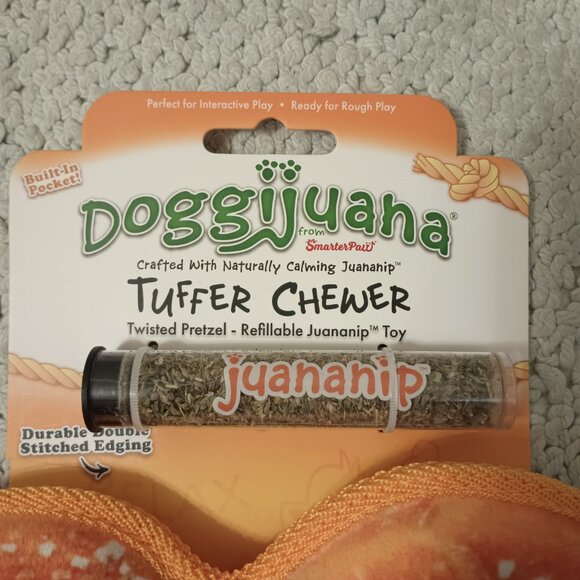 Perfect for Interactive Play • Ready for Rough Play
Built-In
Pocket!
Doggijuana®
from
SmarterPaw
Crafted With Naturally Calming Juananip™
TUFFER CHEWER
Twisted Pretzel - Refillable Juananip™ Toy
juananip™
Durable Double
Stitched Edging